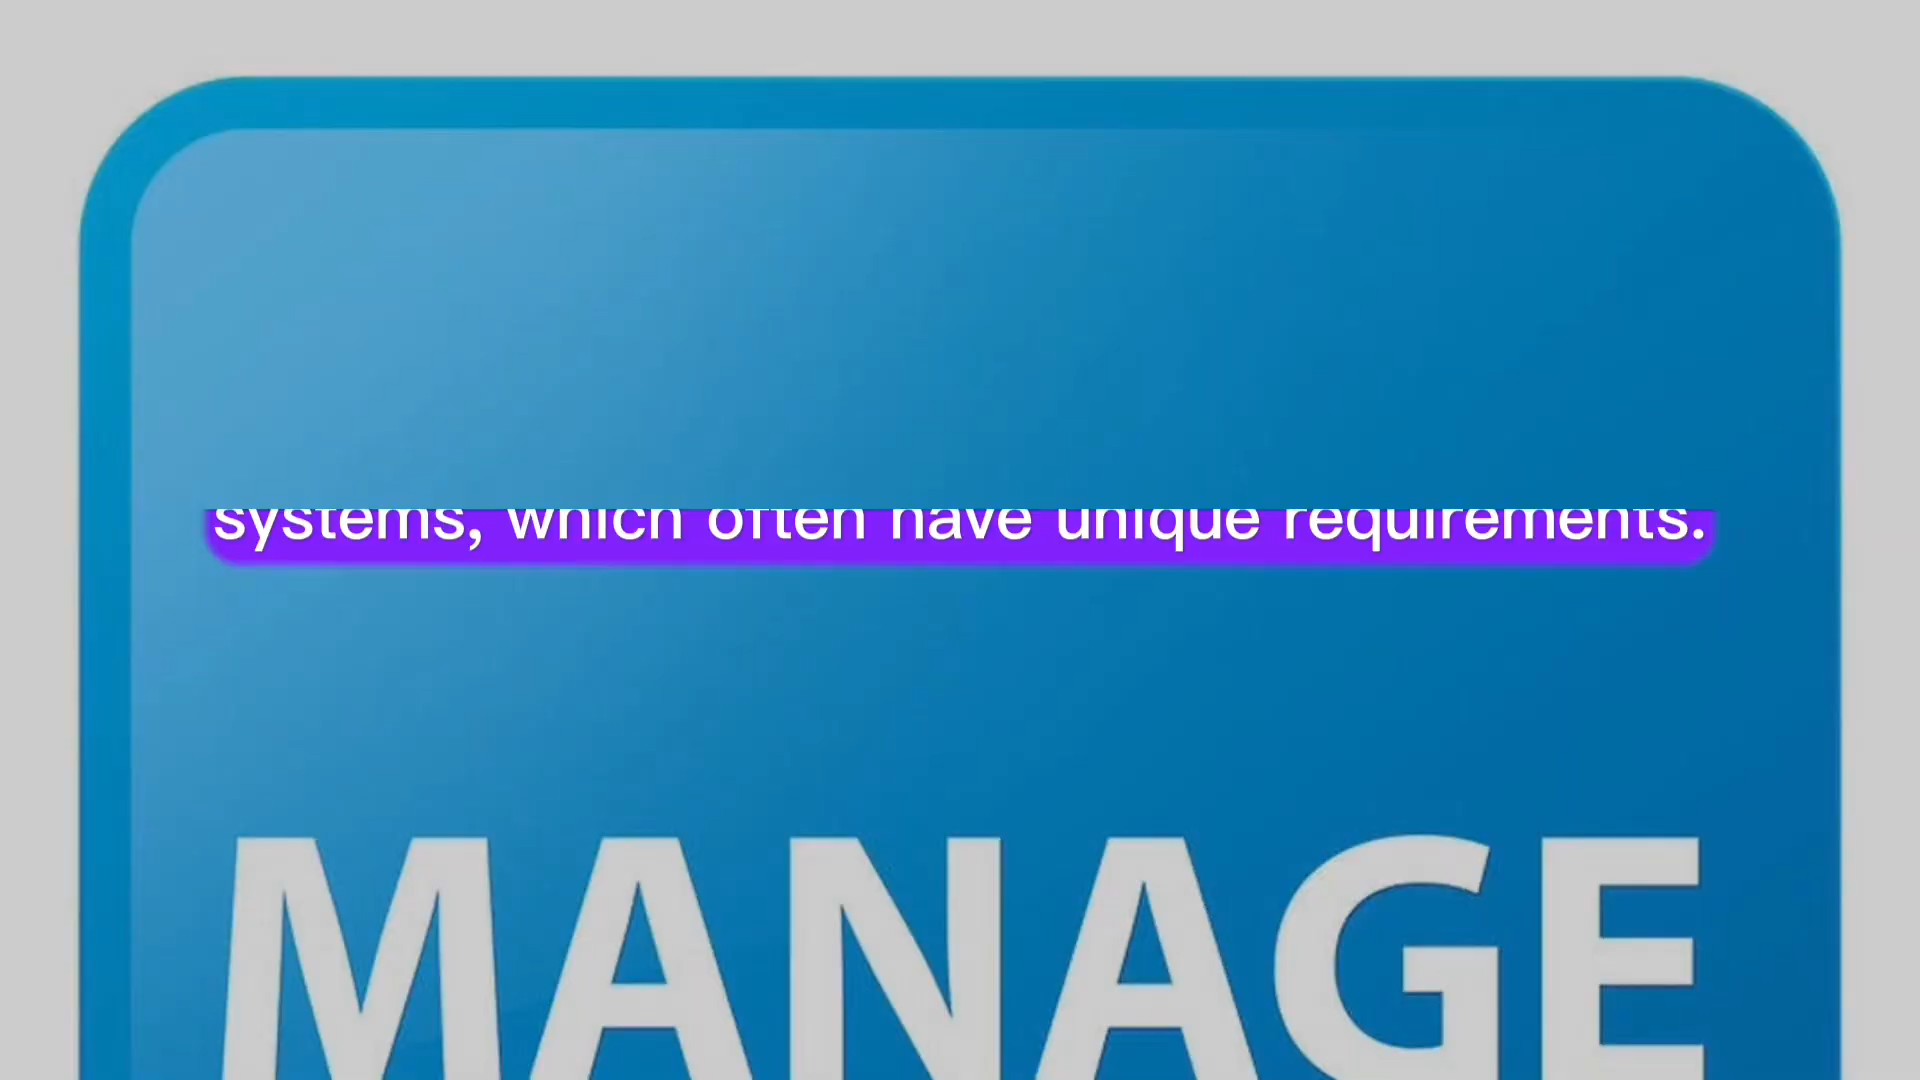 systems, which often have unique requirements.
MANAGE